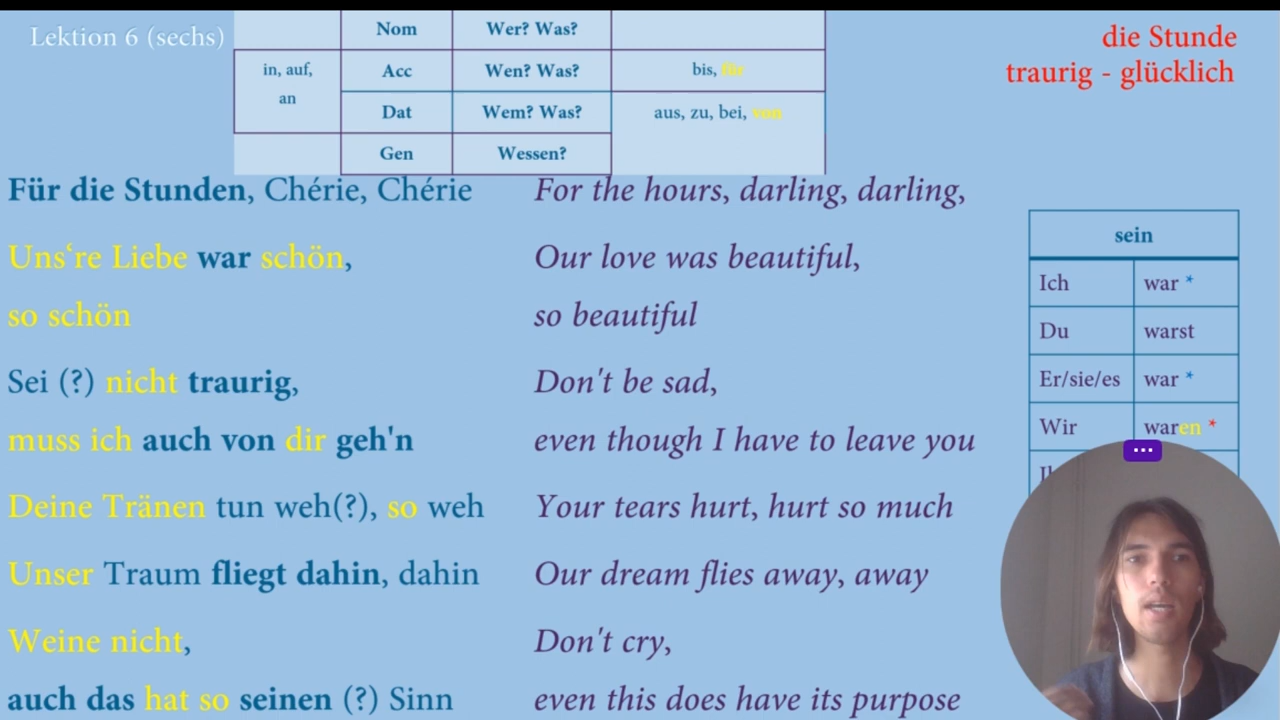 Lektion 6 (sechs)
Nom Wer? Was?
in, auf, an
Acc Wen? Was? bis, für
Dat Wem? Was? aus, zu, bei, von
Gen Wessen?
die Stunde
traurig - glücklich
Für die Stunden, Chérie, Chérie
For the hours, darling, darling,
Uns‘re Liebe war schön,
Our love was beautiful,
so schön
so beautiful
Sei (?) nicht traurig,
Don't be sad,
muss ich auch von dir geh'n
even though I have to leave you
Deine Tränen tun weh(?), so weh
Your tears hurt, hurt so much
Unser Traum fliegt dahin, dahin
Our dream flies away, away
Weine nicht,
Don't cry,
auch das hat so seinen (?) Sinn
even this does have its purpose
sein
Ich war *
Du warst
Er/sie/es war *
Wir waren *